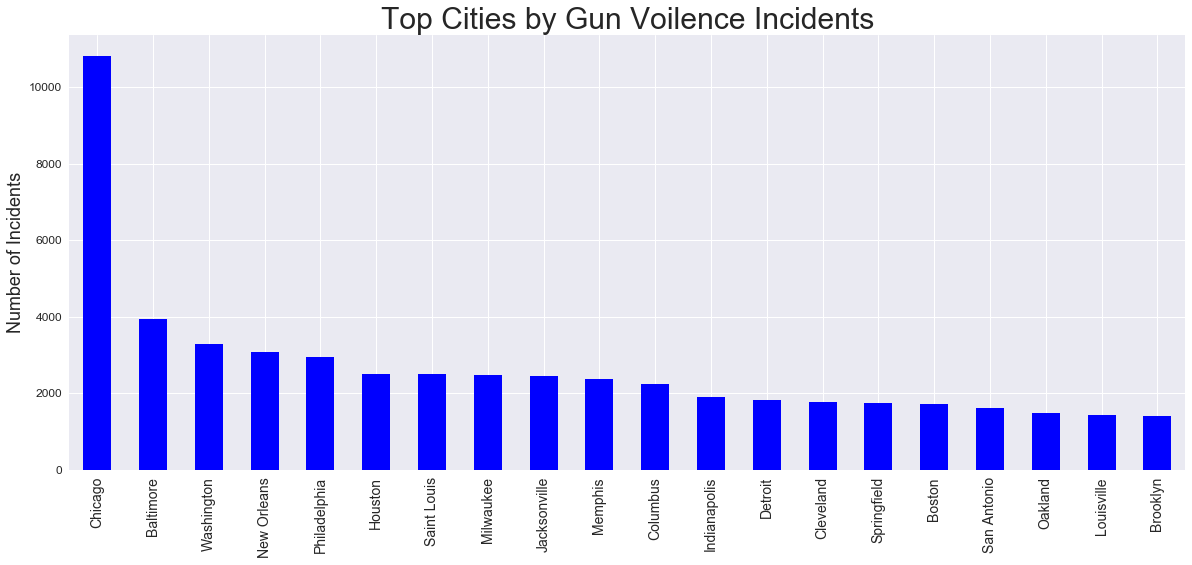 Top Cities by Gun Voilence Incidents
Number of Incidents
10000
8000
6000
4000
2000
0
Chicago
Baltimore
Washington
New Orleans
Philadelphia
Houston
Saint Louis
Milwaukee
Jacksonville
Memphis
Columbus
Indianapolis
Detroit
Cleveland
Springfield
Boston
San Antonio
Oakland
Louisville
Brooklyn